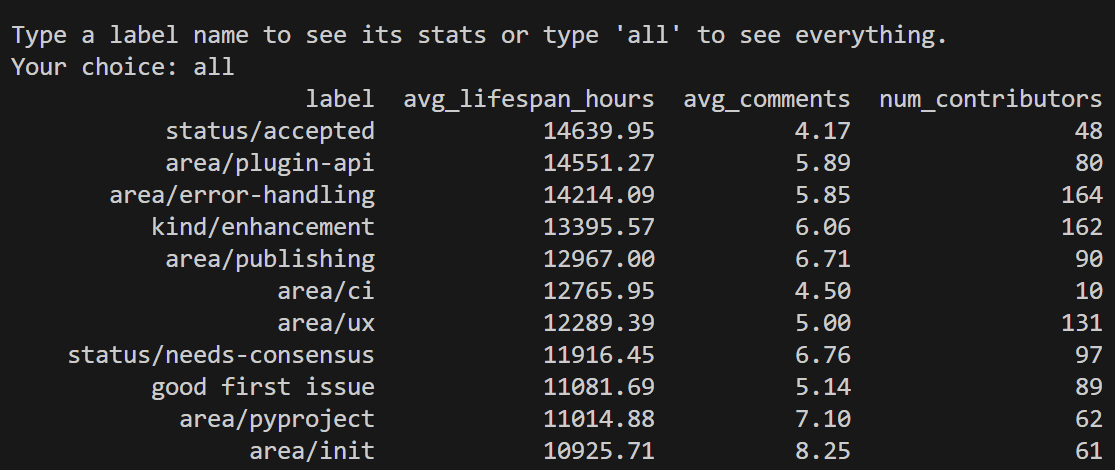 Type a label name to see its stats or type 'all' to see everything.
Your choice: all
label avg_lifespan_hours avg_comments num_contributors
status/accepted 14639.95 4.17 48
area/plugin-api 14551.27 5.89 80
area/error-handling 14214.09 5.85 164
kind/enhancement 13395.57 6.06 162
area/publishing 12967.00 6.71 90
area/ci 12765.95 4.50 10
area/ux 12289.39 5.00 131
status/needs-consensus 11916.45 6.76 97
good first issue 11081.69 5.14 89
area/pyproject 11014.88 7.10 62
area/init 10925.71 8.25 61